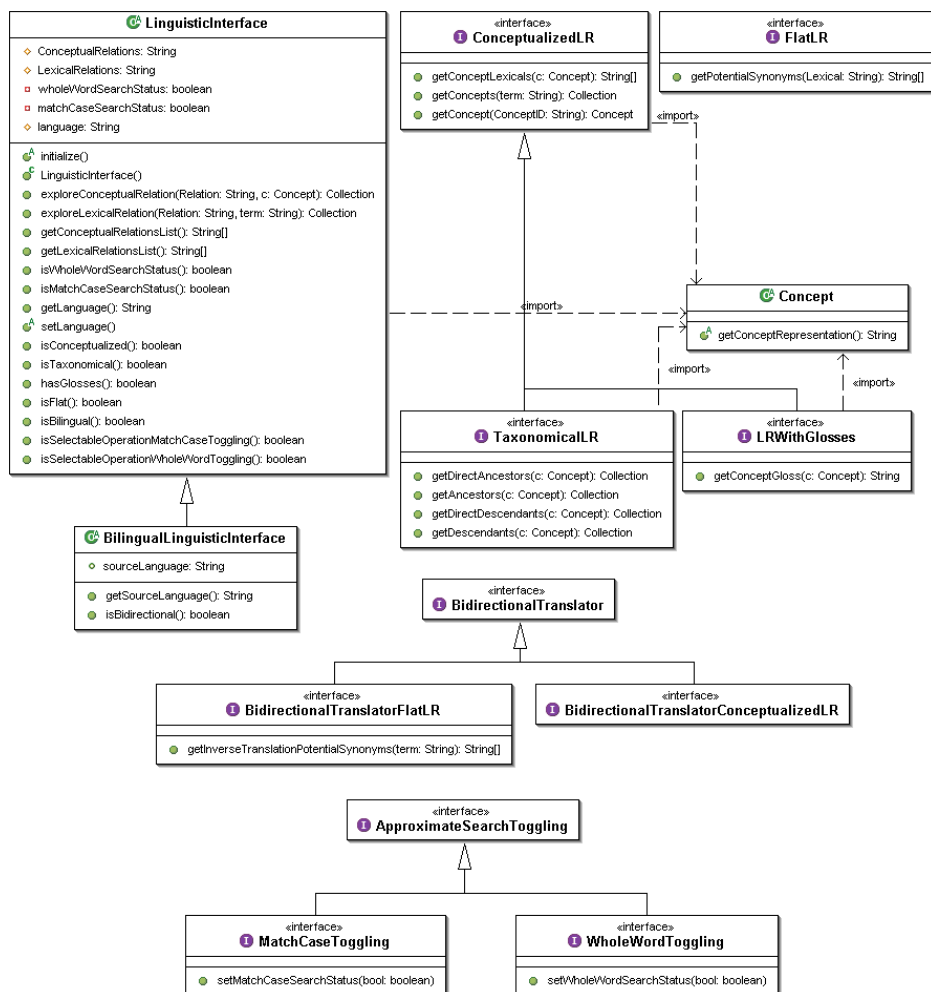 LinguisticInterface
ConceptualRelations: String
LexicalRelations: String
wholeWordSearchStatus: boolean
matchCaseSearchStatus: boolean
language: String
initialize()
LinguisticInterface()
exploreConceptualRelation(Relation: String, c: Concept): Collection
exploreLexicalRelation(Relation: String, term: String): Collection
getConceptualRelationsList(): String[]
getLexicalRelationsList(): String[]
isWholeWordSearchStatus(): boolean
isMatchCaseSearchStatus(): boolean
getLanguage(): String
setLanguage()
isConceptualized(): boolean
isTaxonomical(): boolean
hasGlosses(): boolean
isFlat(): boolean
isBilingual(): boolean
isSelectableOperationMatchCaseToggling(): boolean
isSelectableOperationWholeWordToggling(): boolean
«interface»
ConceptualizedLR
getConceptLexicals(c: Concept): String[]
getConcepts(term: String): Collection
getConcept(ConceptID: String): Concept
«interface»
FlatLR
getPotentialSynonyms(Lexical: String): String[]
«import»
«import»
Concept
getConceptRepresentation(): String
«import»
«import»
«interface»
TaxonomicalLR
getDirectAncestors(c: Concept): Collection
getAncestors(c: Concept): Collection
getDirectDescendants(c: Concept): Collection
getDescendants(c: Concept): Collection
«interface»
LRWithGlosses
getConceptGloss(c: Concept): String
BilingualLinguisticInterface
sourceLanguage: String
getSourceLanguage(): String
isBidirectional(): boolean
«interface»
BidirectionalTranslator
«interface»
BidirectionalTranslatorFlatLR
getInverseTranslationPotentialSynonyms(term: String): String[]
«interface»
BidirectionalTranslatorConceptualizedLR
«interface»
ApproximateSearchToggling
«interface»
MatchCaseToggling
setMatchCaseSearchStatus(bool: boolean)
«interface»
WholeWordToggling
setWholeWordSearchStatus(bool: boolean)